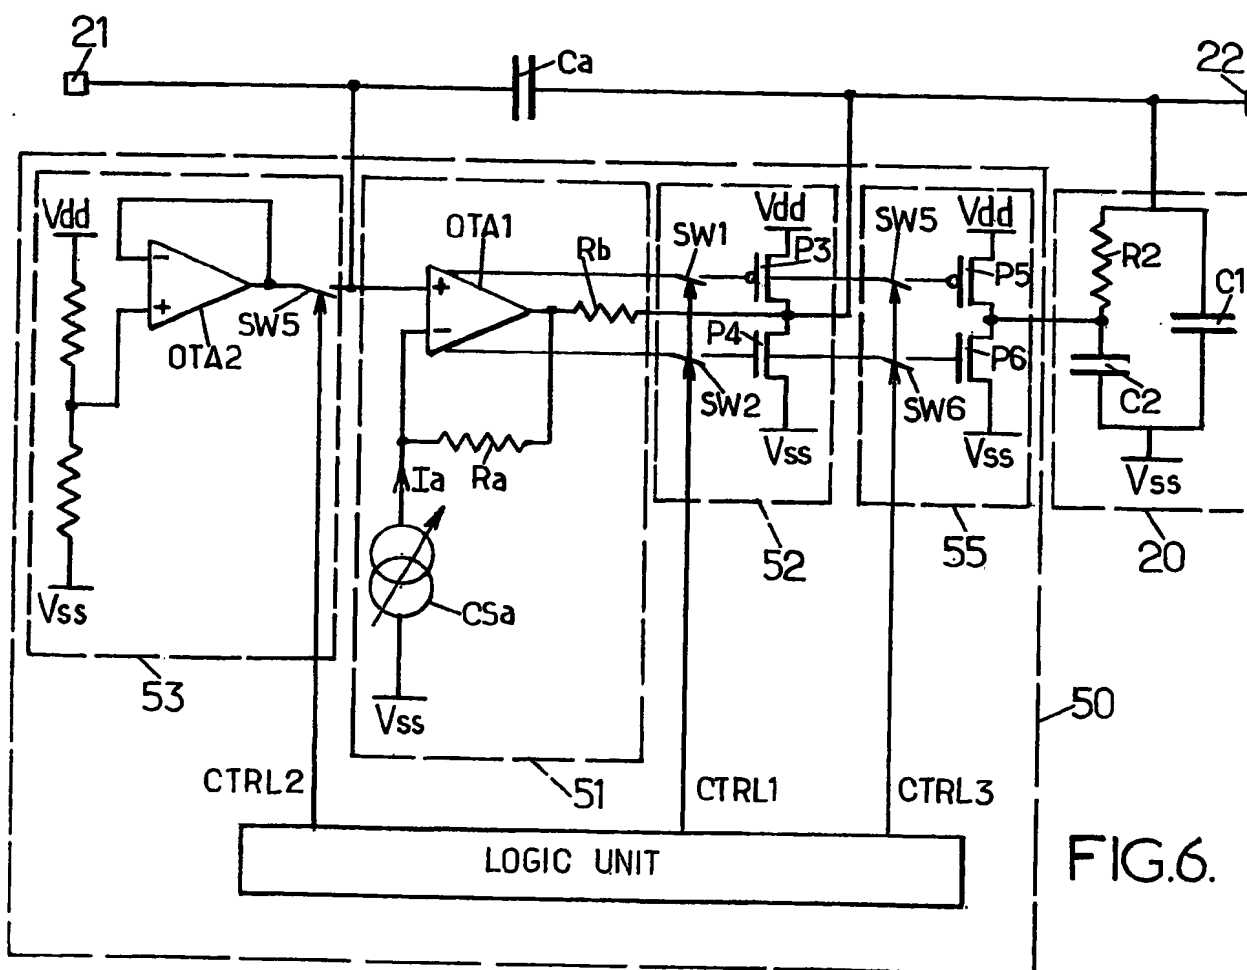 21
Ca
22
Vdd
OTA1
Rb
SW1
Vdd
P3
SW5
Vdd
P5
R2
C1
-
+
SW5
OTA2
+
-
P4
SW2
P6
SW6
C2
Ra
Ia
Vss
Vss
Vss
Vss
CSa
52
55
20
53
Vss
50
CTRL2
51
CTRL1
CTRL3
LOGIC UNIT
FIG.6.